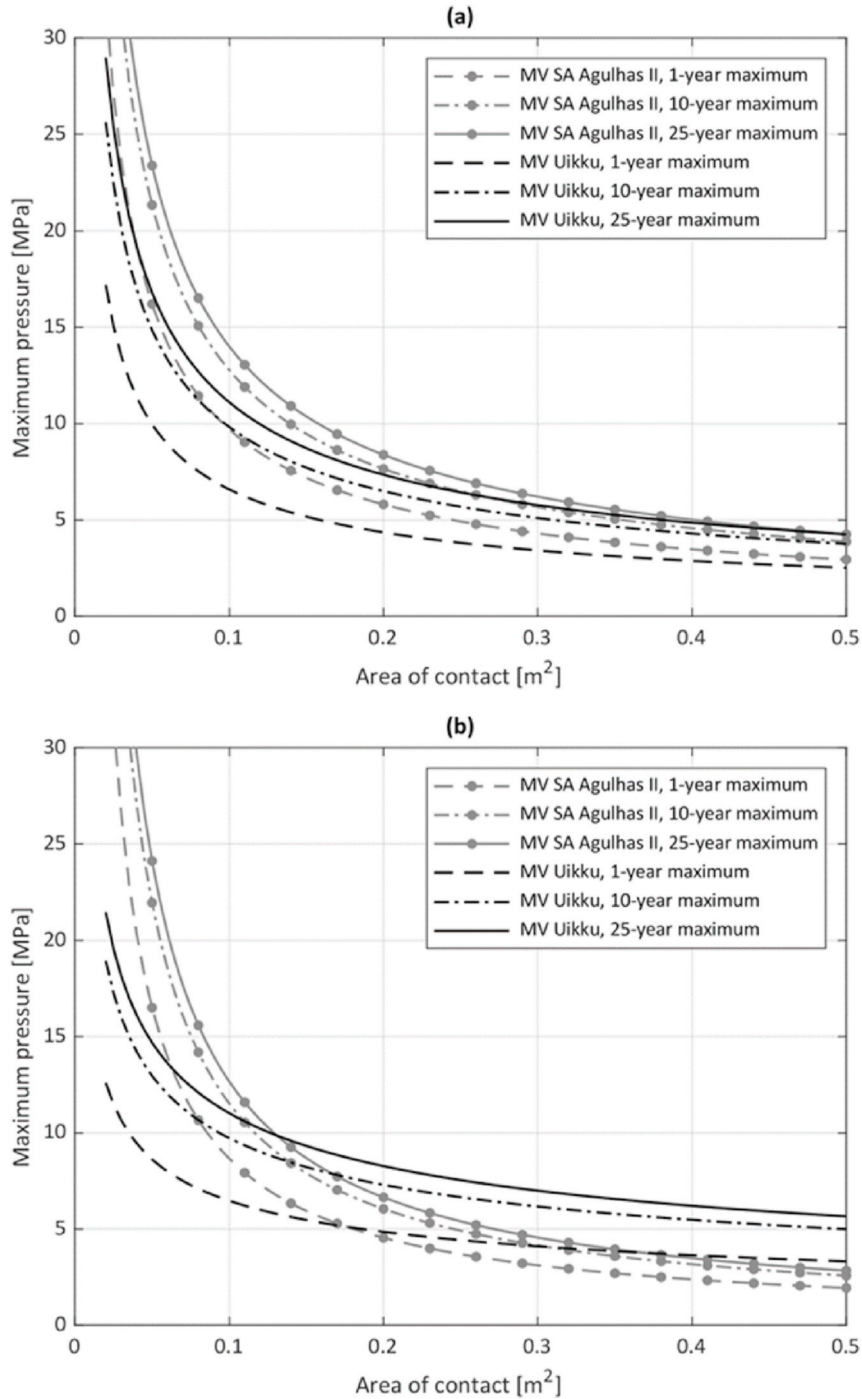 (a)
30
25
20
15
10
5
0
Maximum pressure [MPa]
MV SA Agulhas II, 1-year maximum
MV SA Agulhas II, 10-year maximum
MV SA Agulhas II, 25-year maximum
MV Uikku, 1-year maximum
MV Uikku, 10-year maximum
MV Uikku, 25-year maximum
0 0.1 0.2 0.3 0.4 0.5
Area of contact [m²]
(b)
30
25
20
15
10
5
0
Maximum pressure [MPa]
MV SA Agulhas II, 1-year maximum
MV SA Agulhas II, 10-year maximum
MV SA Agulhas II, 25-year maximum
MV Uikku, 1-year maximum
MV Uikku, 10-year maximum
MV Uikku, 25-year maximum
0 0.1 0.2 0.3 0.4 0.5
Area of contact [m²]